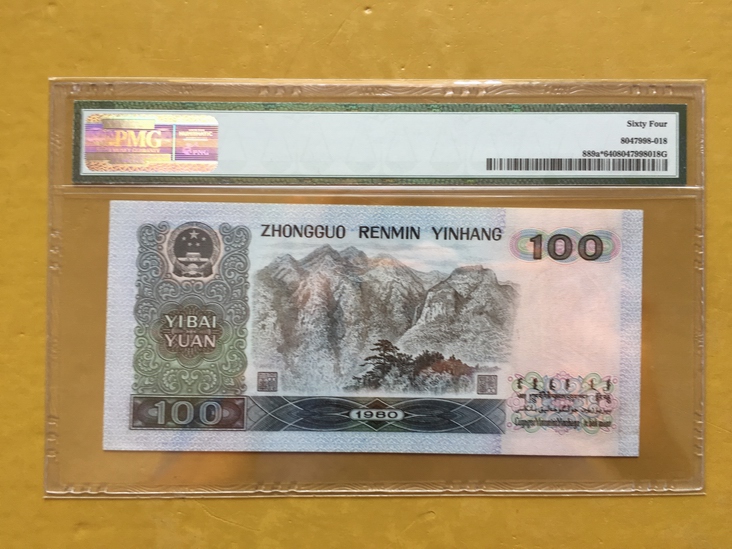 PMG
Sixty Four
8047998-018
889a*6408047998018G
ZHONGGUO RENMIN YINHANG
100
YIBAI
YUAN
100
1980